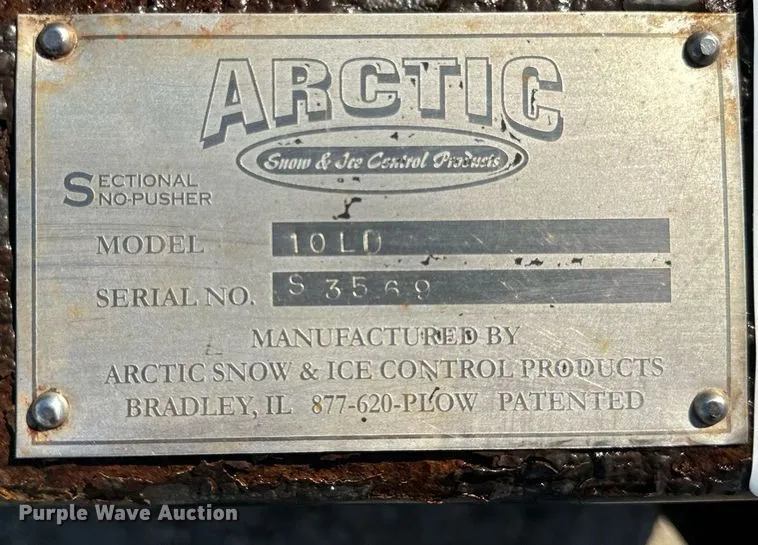 ARCTIC
Snow & Ice Control Products
SECTIONAL
SNO-PUSHER
MODEL 10LD
SERIAL NO. S 3569
MANUFACTURED BY
ARCTIC SNOW & ICE CONTROL PRODUCTS
BRADLEY, IL 877-620-PLOW PATENTED
Purple Wave Auction